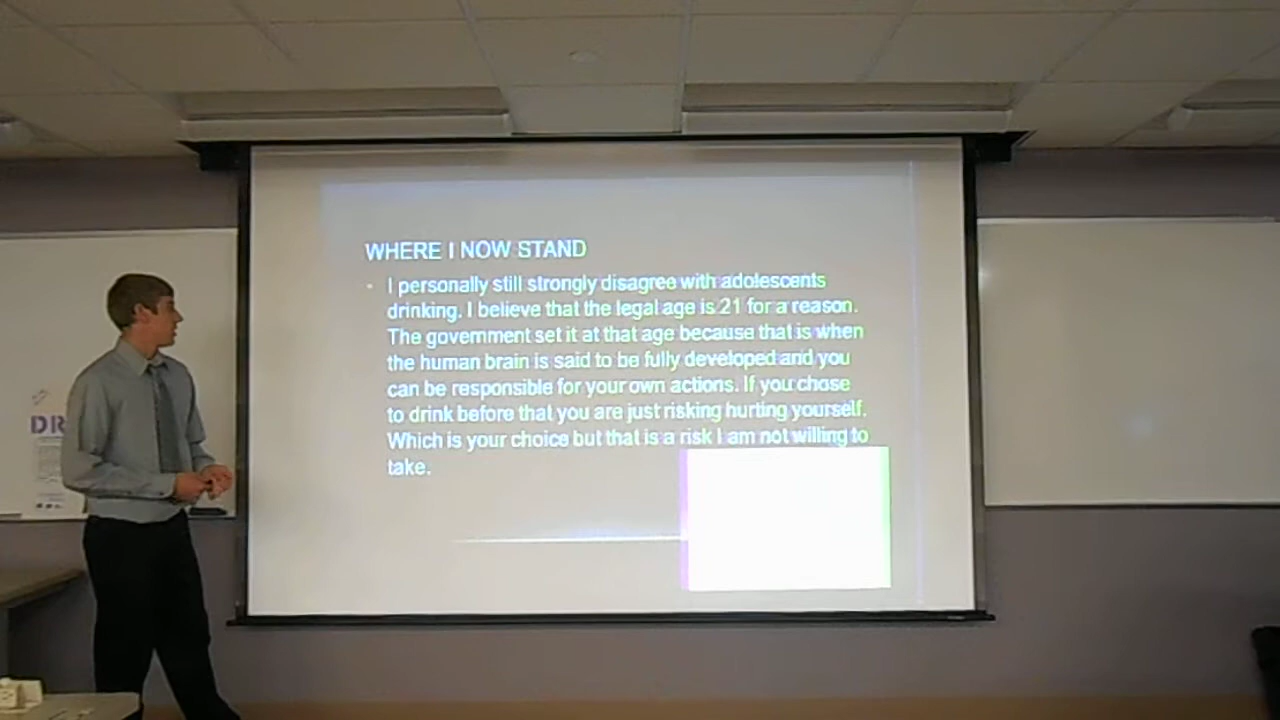 WHERE I NOW STAND
• I personally still strongly disagree with adolescents
drinking. I believe that the legal age is 21 for a reason.
The government set it at that age because that is when
the human brain is said to be fully developed and you
can be responsible for your own actions. If you chose
to drink before that you are just risking hurting yourself.
Which is your choice but that is a risk I am not willing to
take.
DR